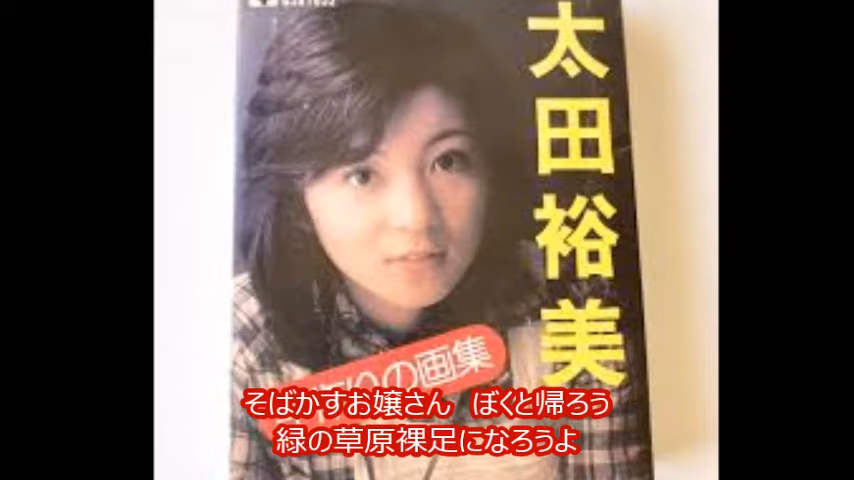 太田裕美
の画集
そばかすお嬢さん　ぼくと帰ろう
緑の草原裸足になろうよ